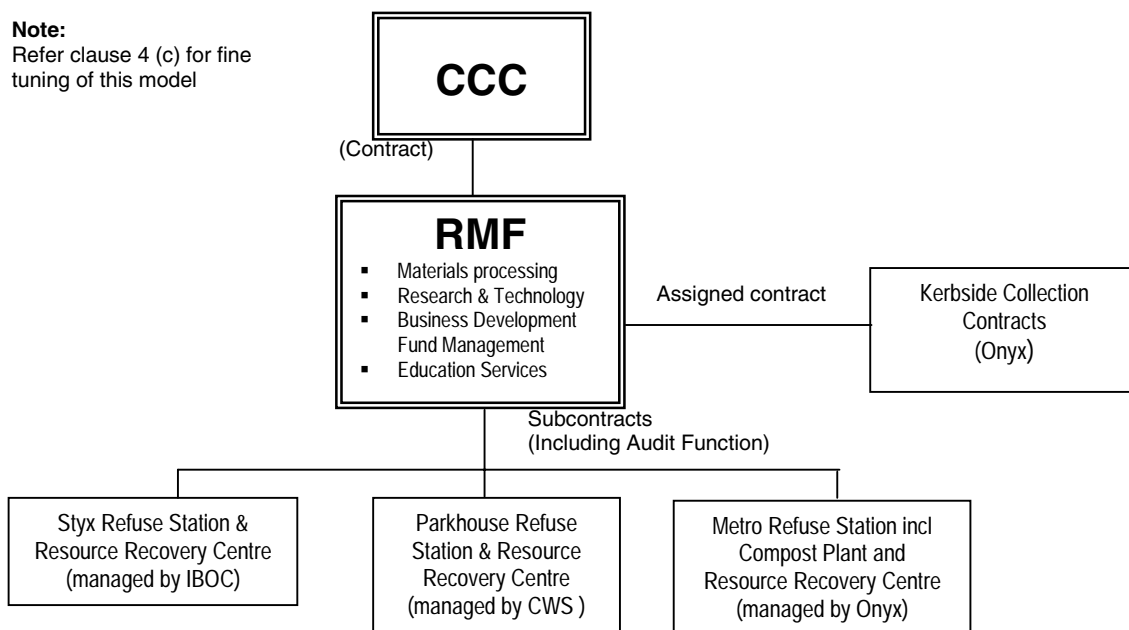 Note:
Refer clause 4 (c) for fine
tuning of this model
CCC
(Contract)
RMF
▪ Materials processing
▪ Research & Technology
▪ Business Development
Fund Management
▪ Education Services
Assigned contract
Kerbside Collection
Contracts
(Onyx)
Subcontracts
(Including Audit Function)
Styx Refuse Station &
Resource Recovery Centre
(managed by IBOC)
Parkhouse Refuse
Station & Resource
Recovery Centre
(managed by CWS )
Metro Refuse Station incl
Compost Plant and
Resource Recovery Centre
(managed by Onyx)